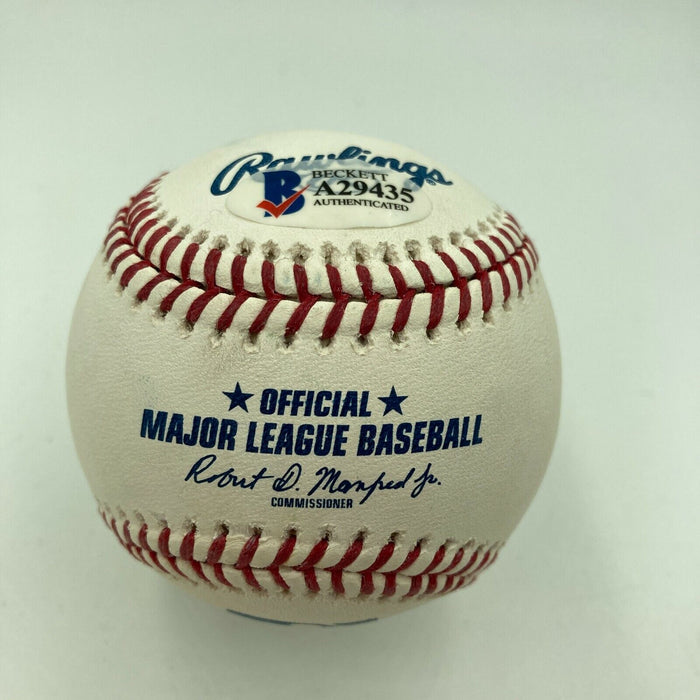 Rawlings
BECKETT
A29435
AUTHENTICATED
OFFICIAL
MAJOR LEAGUE BASEBALL
Robert D. Manfred Jr.
COMMISSIONER